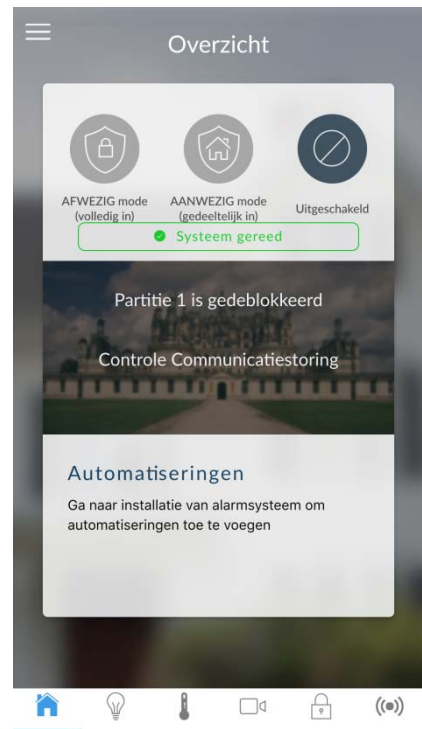 Overzicht
AFWEZIG mode
(volledig in)
AANWEZIG mode
(gedeeltelijk in)
Uitgeschakeld
Systeem gereed
Partitie 1 is gedeblokkeerd
Controle Communicatiestoring
Automatiseringen
Ga naar installatie van alarmsysteem om
automatiseringen toe te voegen